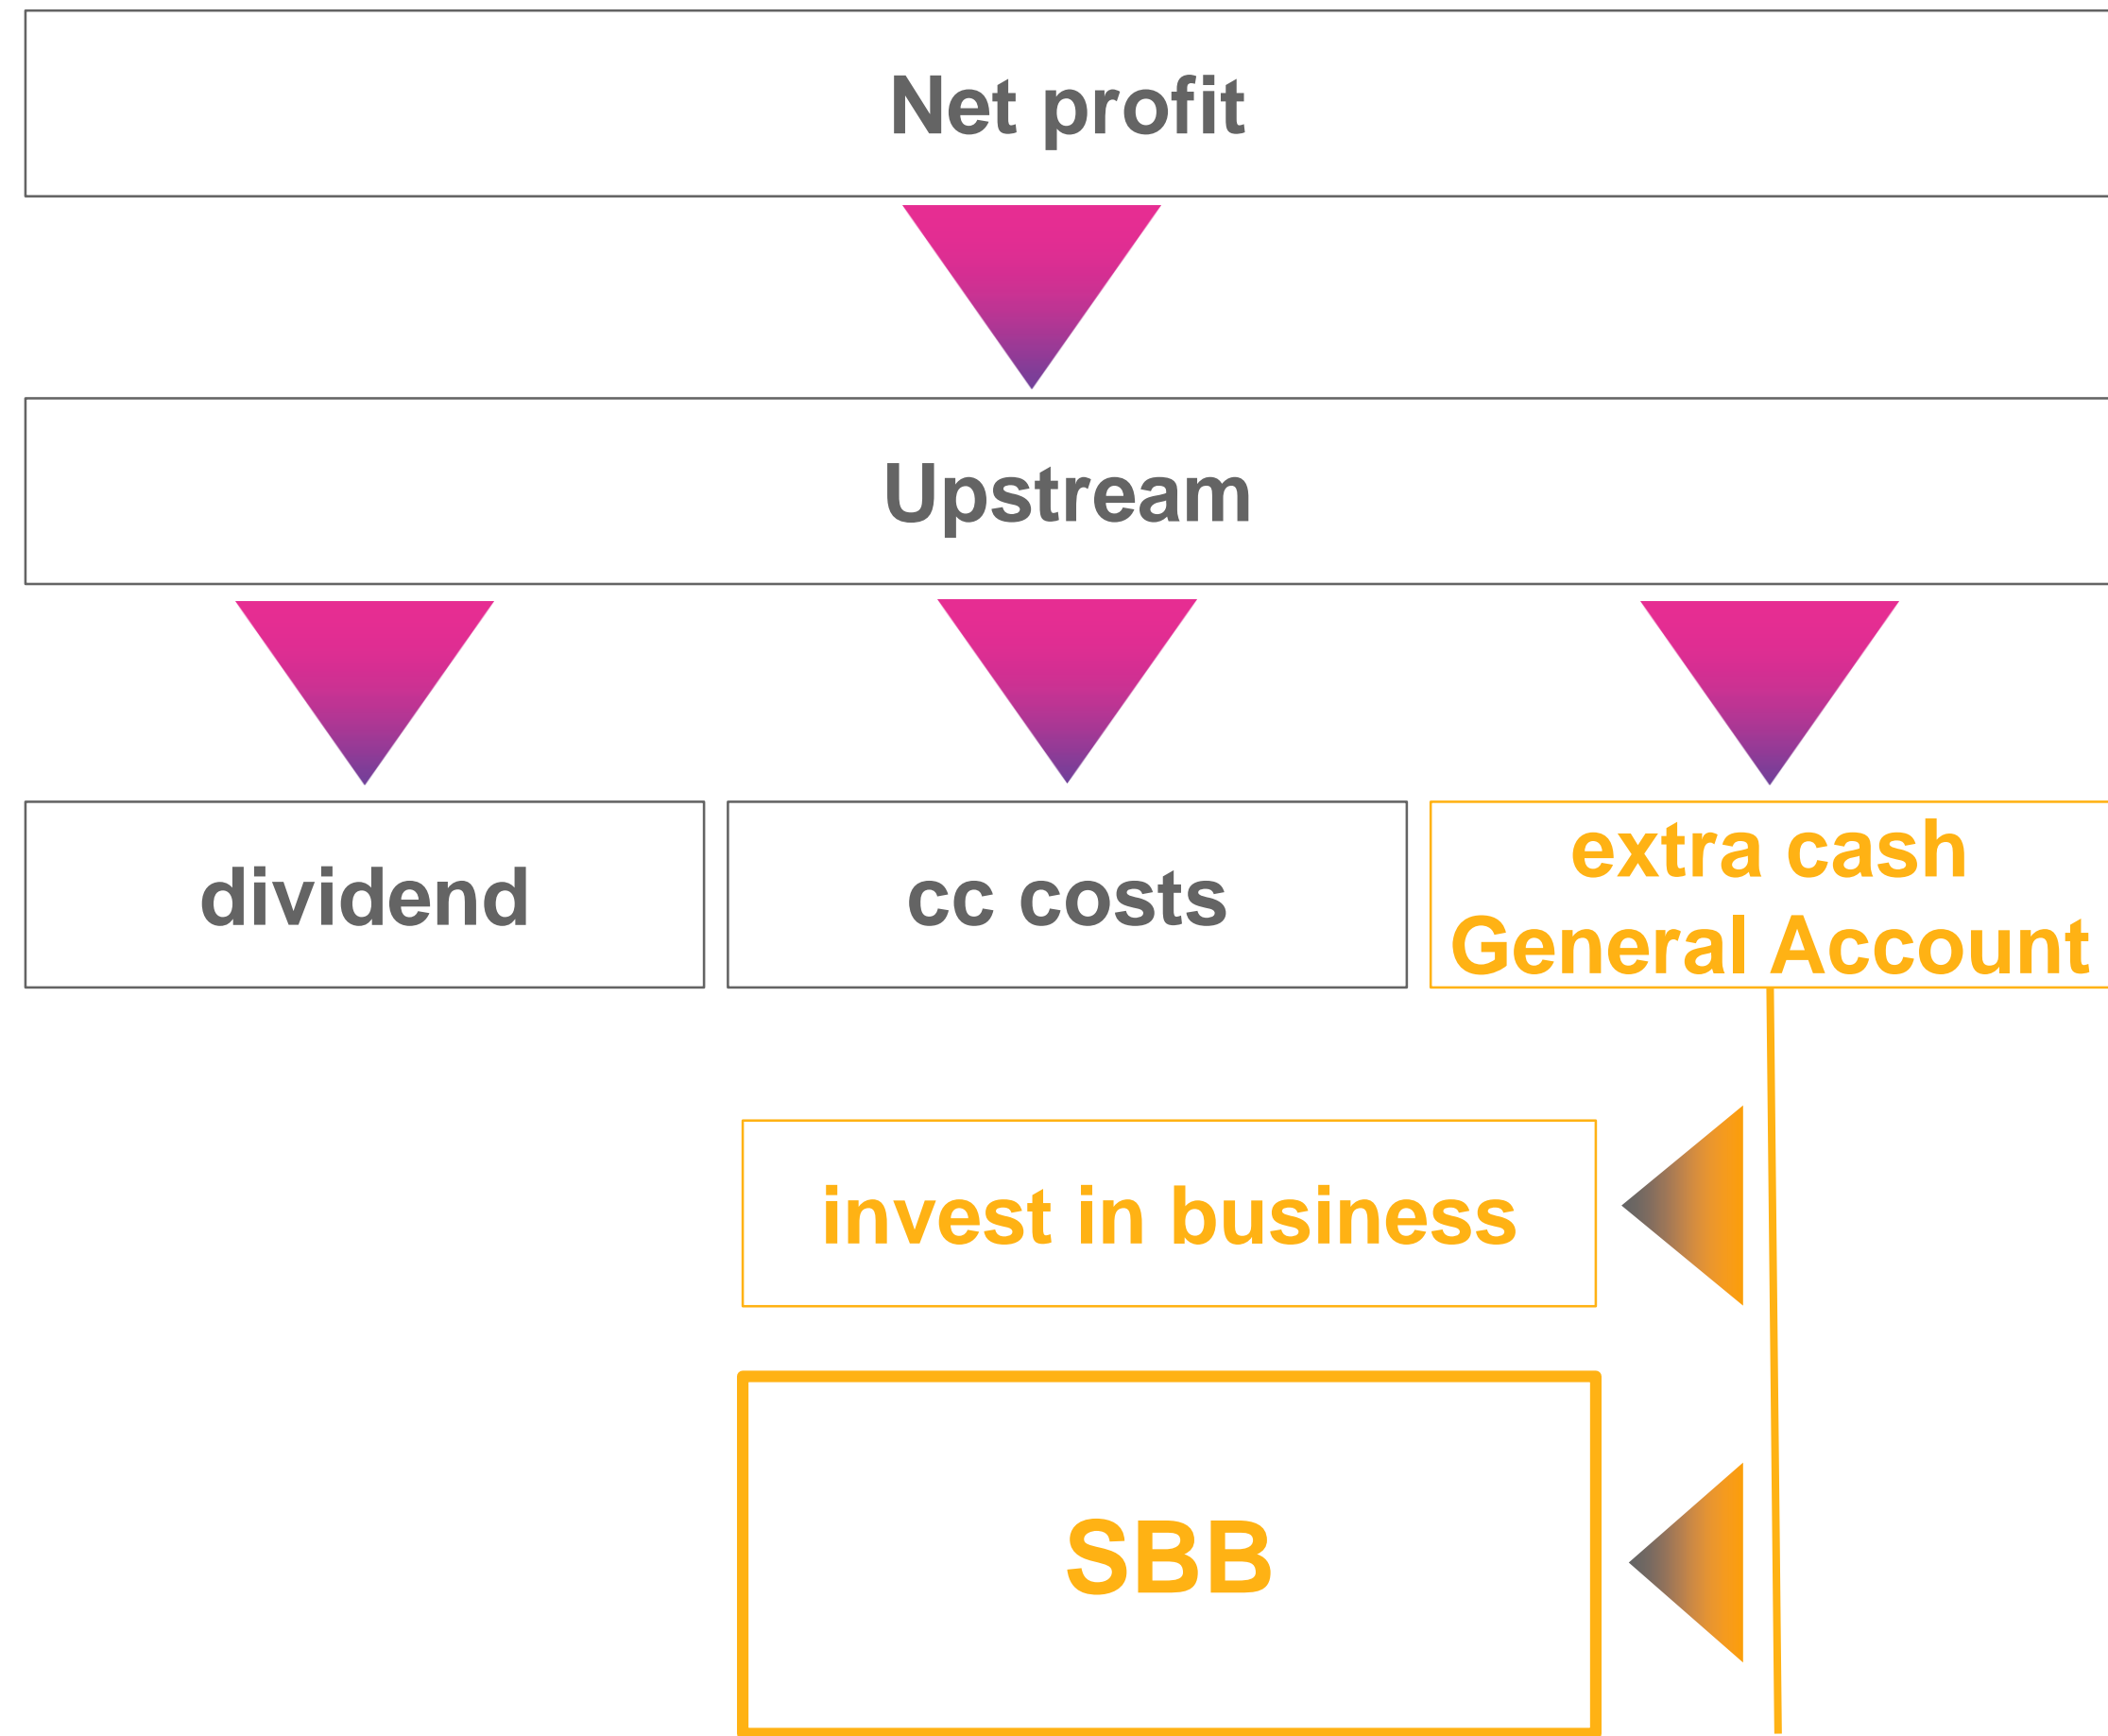 Net profit
Upstream
dividend
cc costs
extra cash
General Account
invest in business
SBB